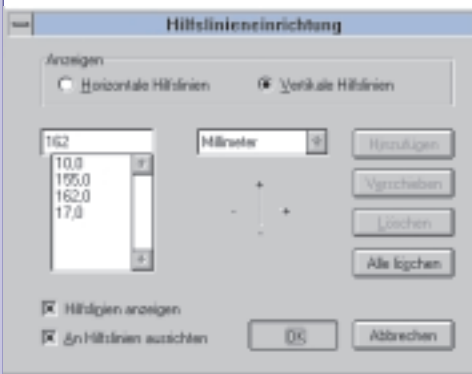 Hilfslinieneinrichtung
Anzeigen
Horizontale Hilfslinien Vertikale Hilfslinien
162 Millimeter Hinzufügen
10,0
155,0 Verschieben
162,0
17,0 Löschen
Alle löschen
Hilfslinien anzeigen
An Hilfslinien ausrichten OK Abbrechen